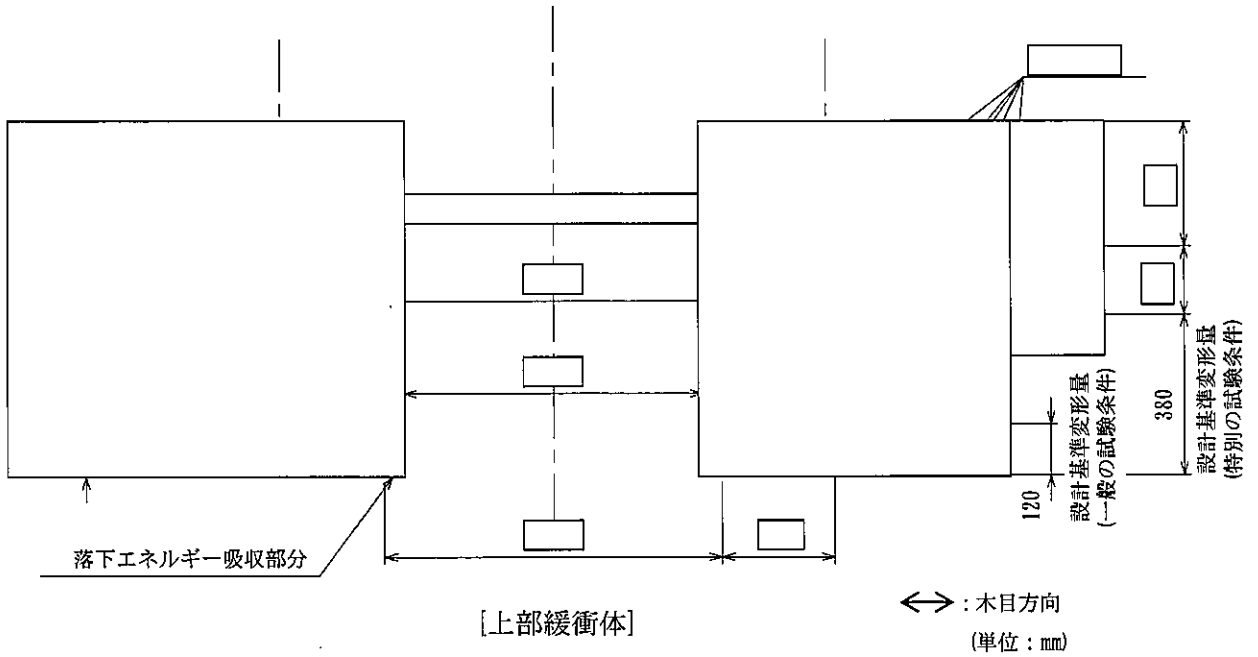 設計基準変形量
(特別の試験条件)
380
設計基準変形量
(一般の試験条件)
120
落下エネルギー吸収部分
[上部緩衝体]
:木目方向
(単位:mm)